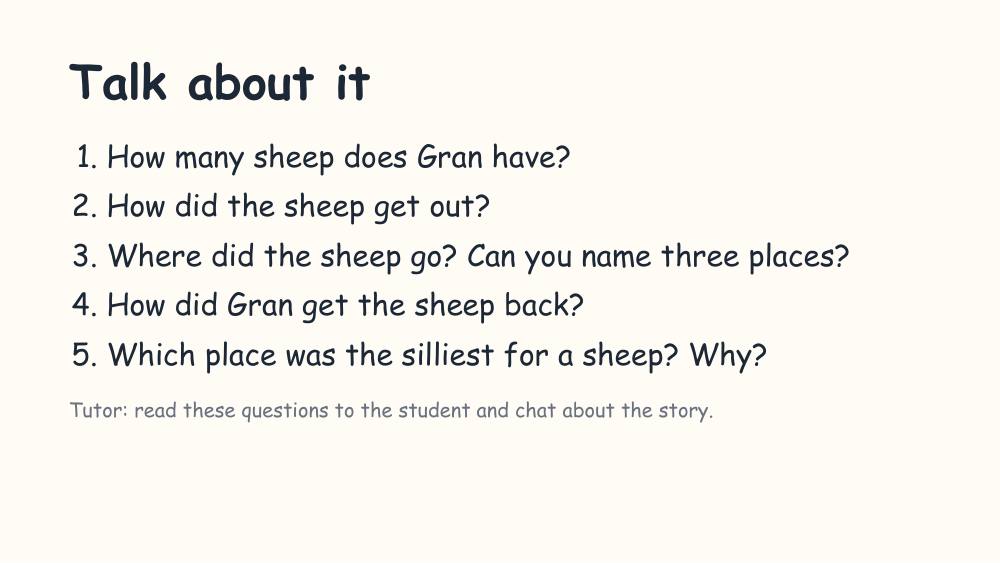 Talk about it
1. How many sheep does Gran have?
2. How did the sheep get out?
3. Where did the sheep go? Can you name three places?
4. How did Gran get the sheep back?
5. Which place was the silliest for a sheep? Why?
Tutor: read these questions to the student and chat about the story.